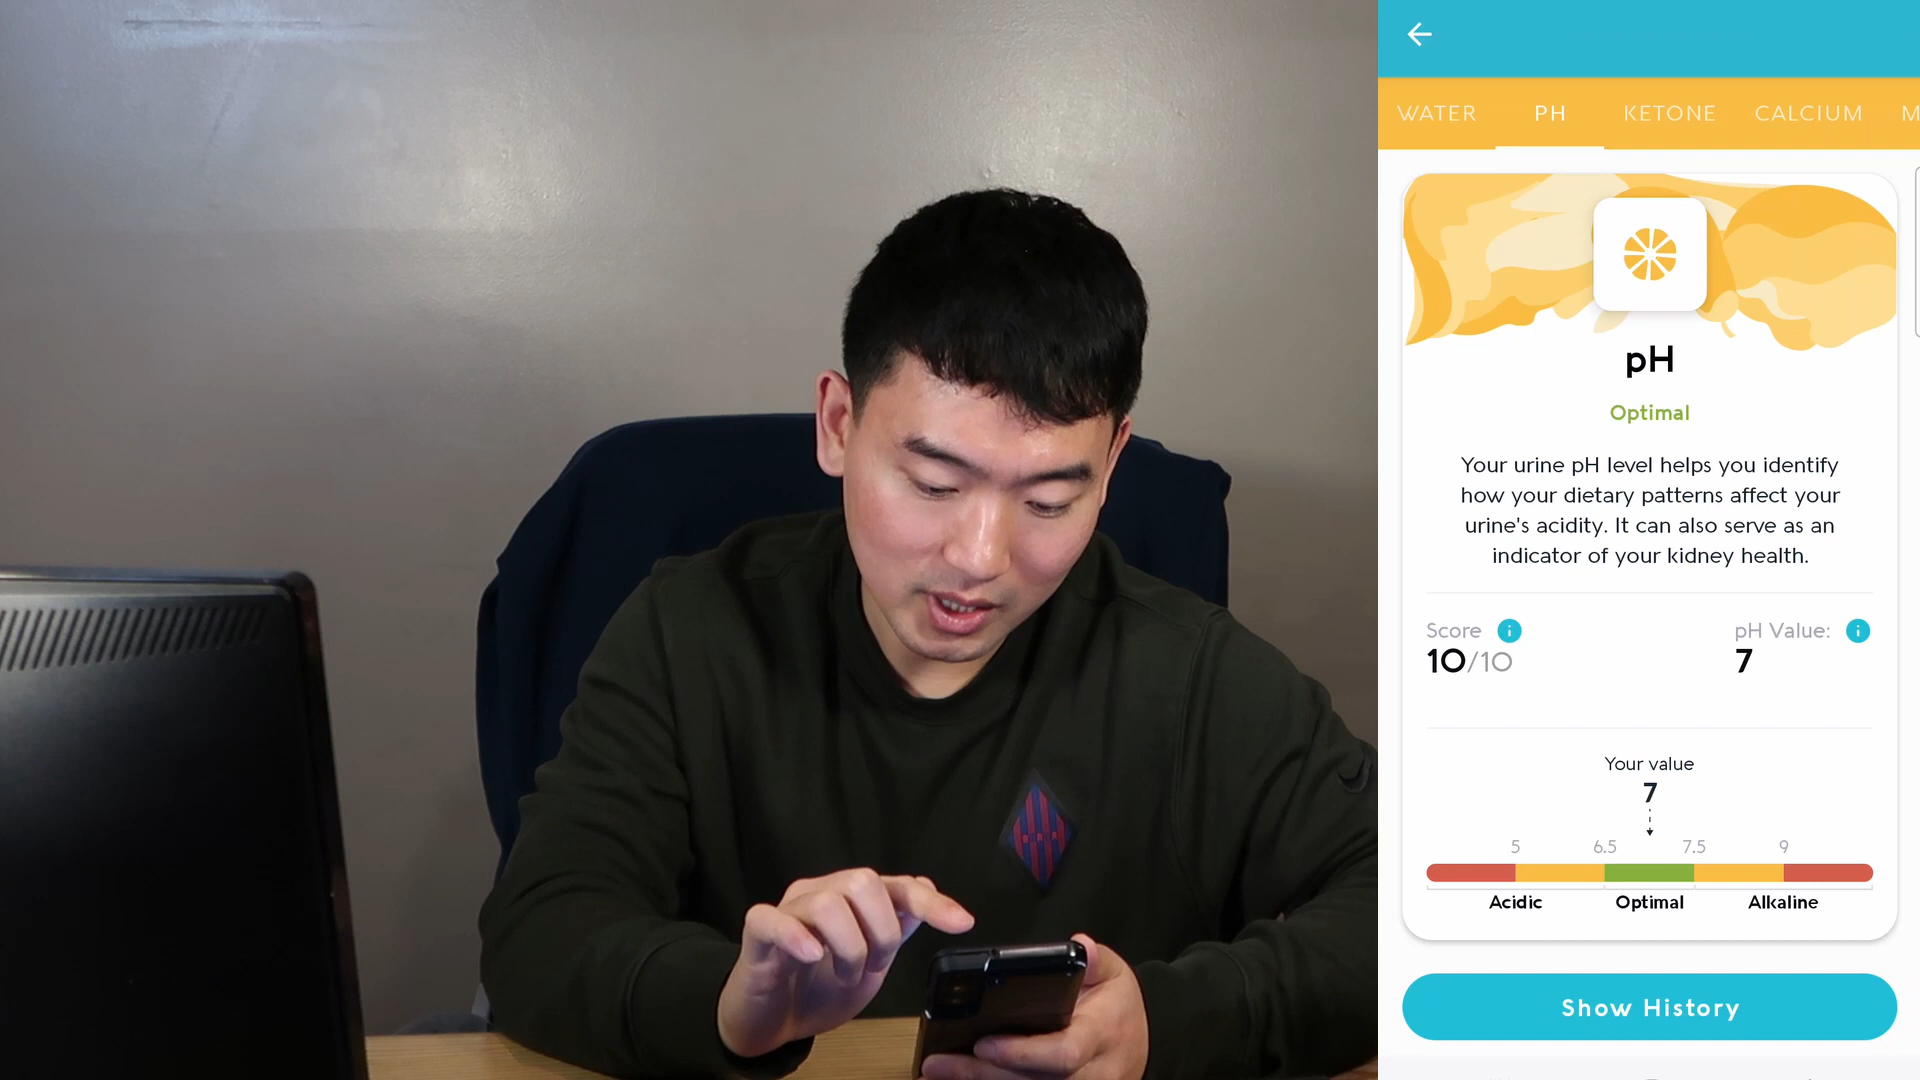 WATER PH KETONE CALCIUM M
pH
Optimal
Your urine pH level helps you identify
how your dietary patterns affect your
urine's acidity. It can also serve as an
indicator of your kidney health.
Score i pH Value: i
10/10 7
Your value
7
5 6.5 7.5 9
Acidic Optimal Alkaline
Show History